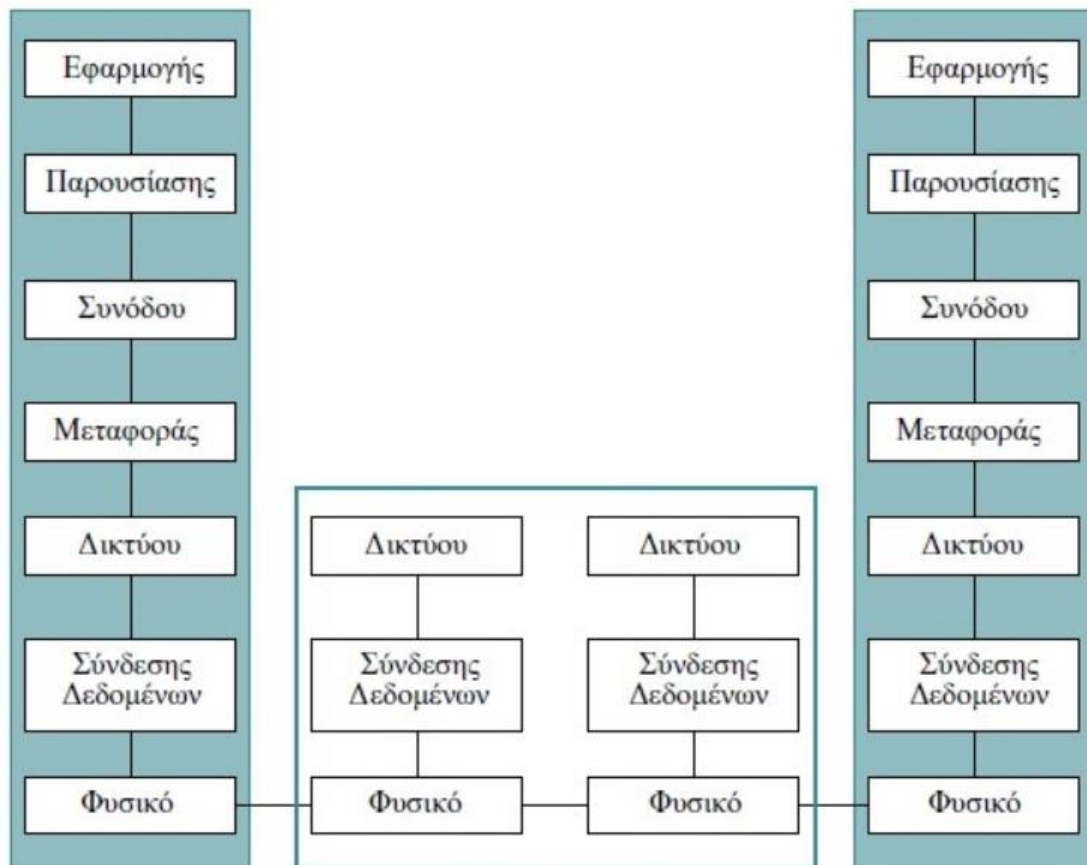 Εφαρμογής
Παρουσίασης
Συνόδου
Μεταφοράς
Δικτύου
Σύνδεσης
Δεδομένων
Φυσικό
Δικτύου
Σύνδεσης
Δεδομένων
Φυσικό
Δικτύου
Σύνδεσης
Δεδομένων
Φυσικό
Εφαρμογής
Παρουσίασης
Συνόδου
Μεταφοράς
Δικτύου
Σύνδεσης
Δεδομένων
Φυσικό